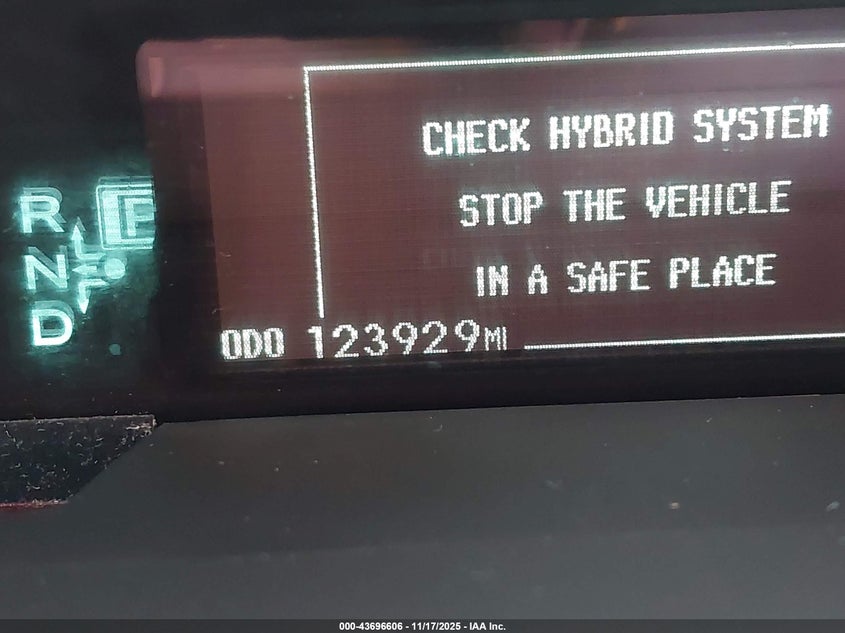 CHECK HYBRID SYSTEM
STOP THE VEHICLE
IN A SAFE PLACE
R
P
N
D
ODO 123929MI
000-43696606 - 11/17/2025 - IAA Inc.